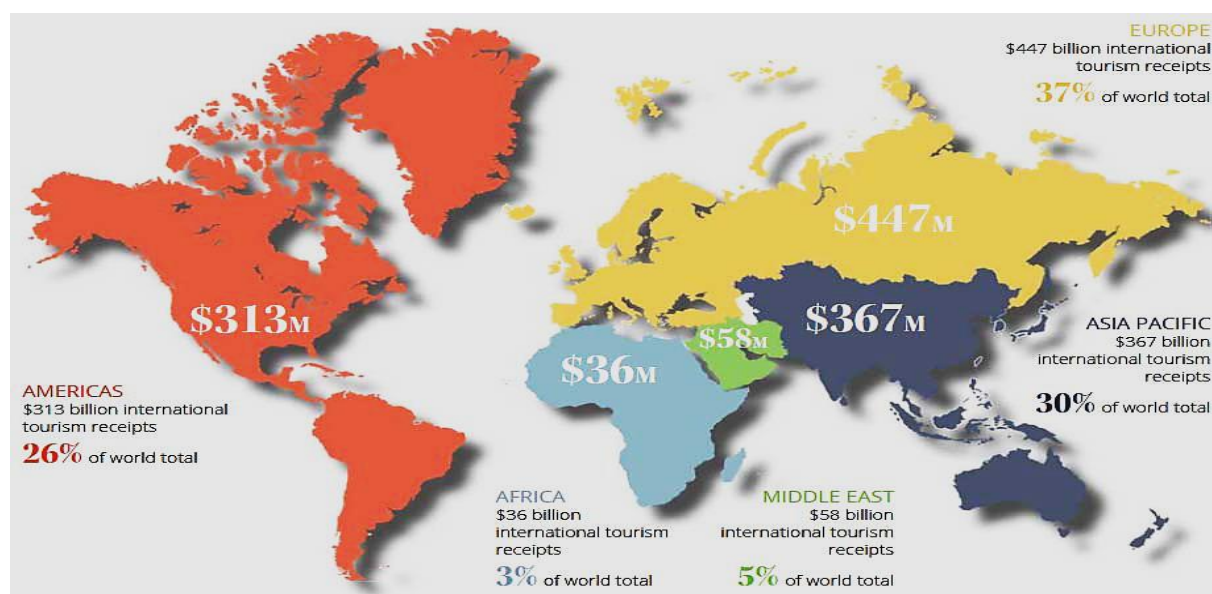 EUROPE
$447 billion international
tourism receipts
37% of world total
$447M
$313M
$367M
$58M
$36M
ASIA PACIFIC
$367 billion
international tourism
receipts
30% of world total
AMERICAS
$313 billion international
tourism receipts
26% of world total
AFRICA
$36 billion
international tourism
receipts
3% of world total
MIDDLE EAST
$58 billion
international tourism
receipts
5% of world total